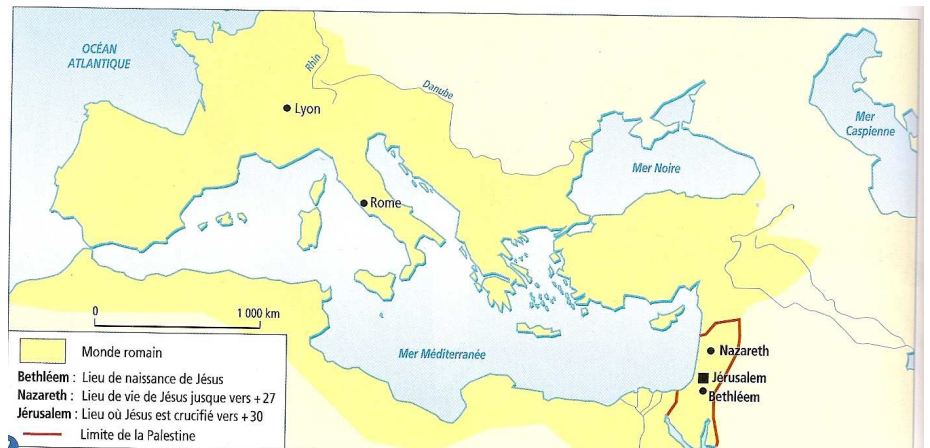 OCÉAN
ATLANTIQUE
Rhin
Danube
Lyon
Mer
Caspienne
Mer Noire
Rome
0 1 000 km
Mer Méditerranée
Nazareth
Jérusalem
Bethléem
Monde romain
Bethléem : Lieu de naissance de Jésus
Nazareth : Lieu de vie de Jésus jusque vers +27
Jérusalem : Lieu où Jésus est crucifié vers +30
Limite de la Palestine